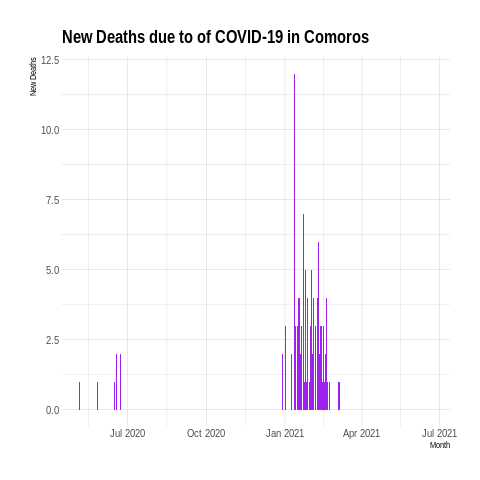 New Deaths due to of COVID-19 in Comoros
New Deaths
12.5
10.0
7.5
5.0
2.5
0.0
Jul 2020 Oct 2020 Jan 2021 Apr 2021 Jul 2021
Month